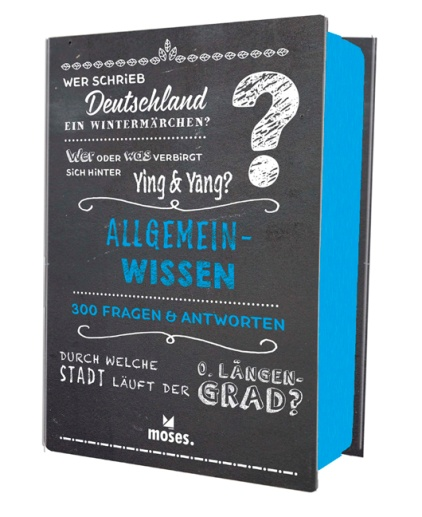 WER SCHRIEB
Deutschland
EIN WINTERMÄRCHEN?
?
Wer ODER was VERBIRGT
SICH HINTER Ying & Yang?
ALLGEMEIN-
WISSEN
300 FRAGEN & ANTWORTEN
DURCH WELCHE
STADT LÄUFT DER 0. LÄNGEN-
GRAD?
moses.